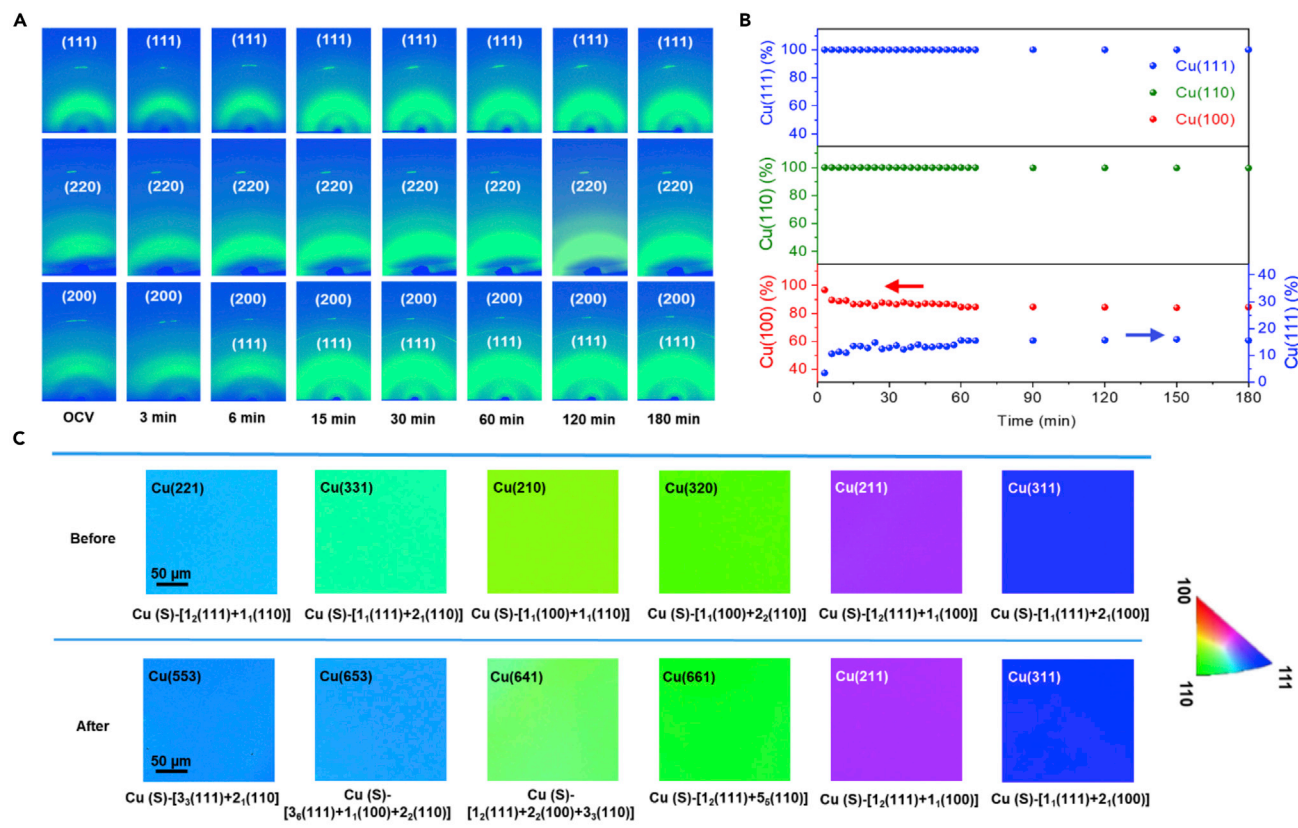 A
(111) (111) (111) (111) (111) (111) (111) (111)
(220) (220) (220) (220) (220) (220) (220) (220)
(200) (200) (200) (200) (200) (200) (200) (200)
(111) (111) (111) (111) (111) (111)
OCV 3 min 6 min 15 min 30 min 60 min 120 min 180 min
B
Cu(111) (%)
100
80
60
40
Cu(111)
Cu(110)
Cu(100)
Cu(110) (%)
100
80
60
40
Cu(100) (%)
100
80
60
40
40
30
20
10
0
Cu(111) (%)
0 30 60 90 120 150 180
Time (min)
C
Before
Cu(221) Cu(331) Cu(210) Cu(320) Cu(211) Cu(311)
50 µm
Cu (S)-[1₂(111)+1₁(110)] Cu (S)-[1₁(111)+2₁(110)] Cu (S)-[1₁(100)+1₁(110)] Cu (S)-[1₁(100)+2₂(110)] Cu (S)-[1₂(111)+1₁(100)] Cu (S)-[1₁(111)+2₁(100)]
After
Cu(553) Cu(653) Cu(641) Cu(661) Cu(211) Cu(311)
50 µm
Cu (S)-[3₃(111)+2₁(110] Cu (S)- Cu (S)- Cu (S)-[1₂(111)+5₅(110)] Cu (S)-[1₂(111)+1₁(100)] Cu (S)-[1₁(111)+2₁(100)]
[3₆(111)+1₁(100)+2₂(110)] [1₂(111)+2₂(100)+3₃(110)]
100
110
111